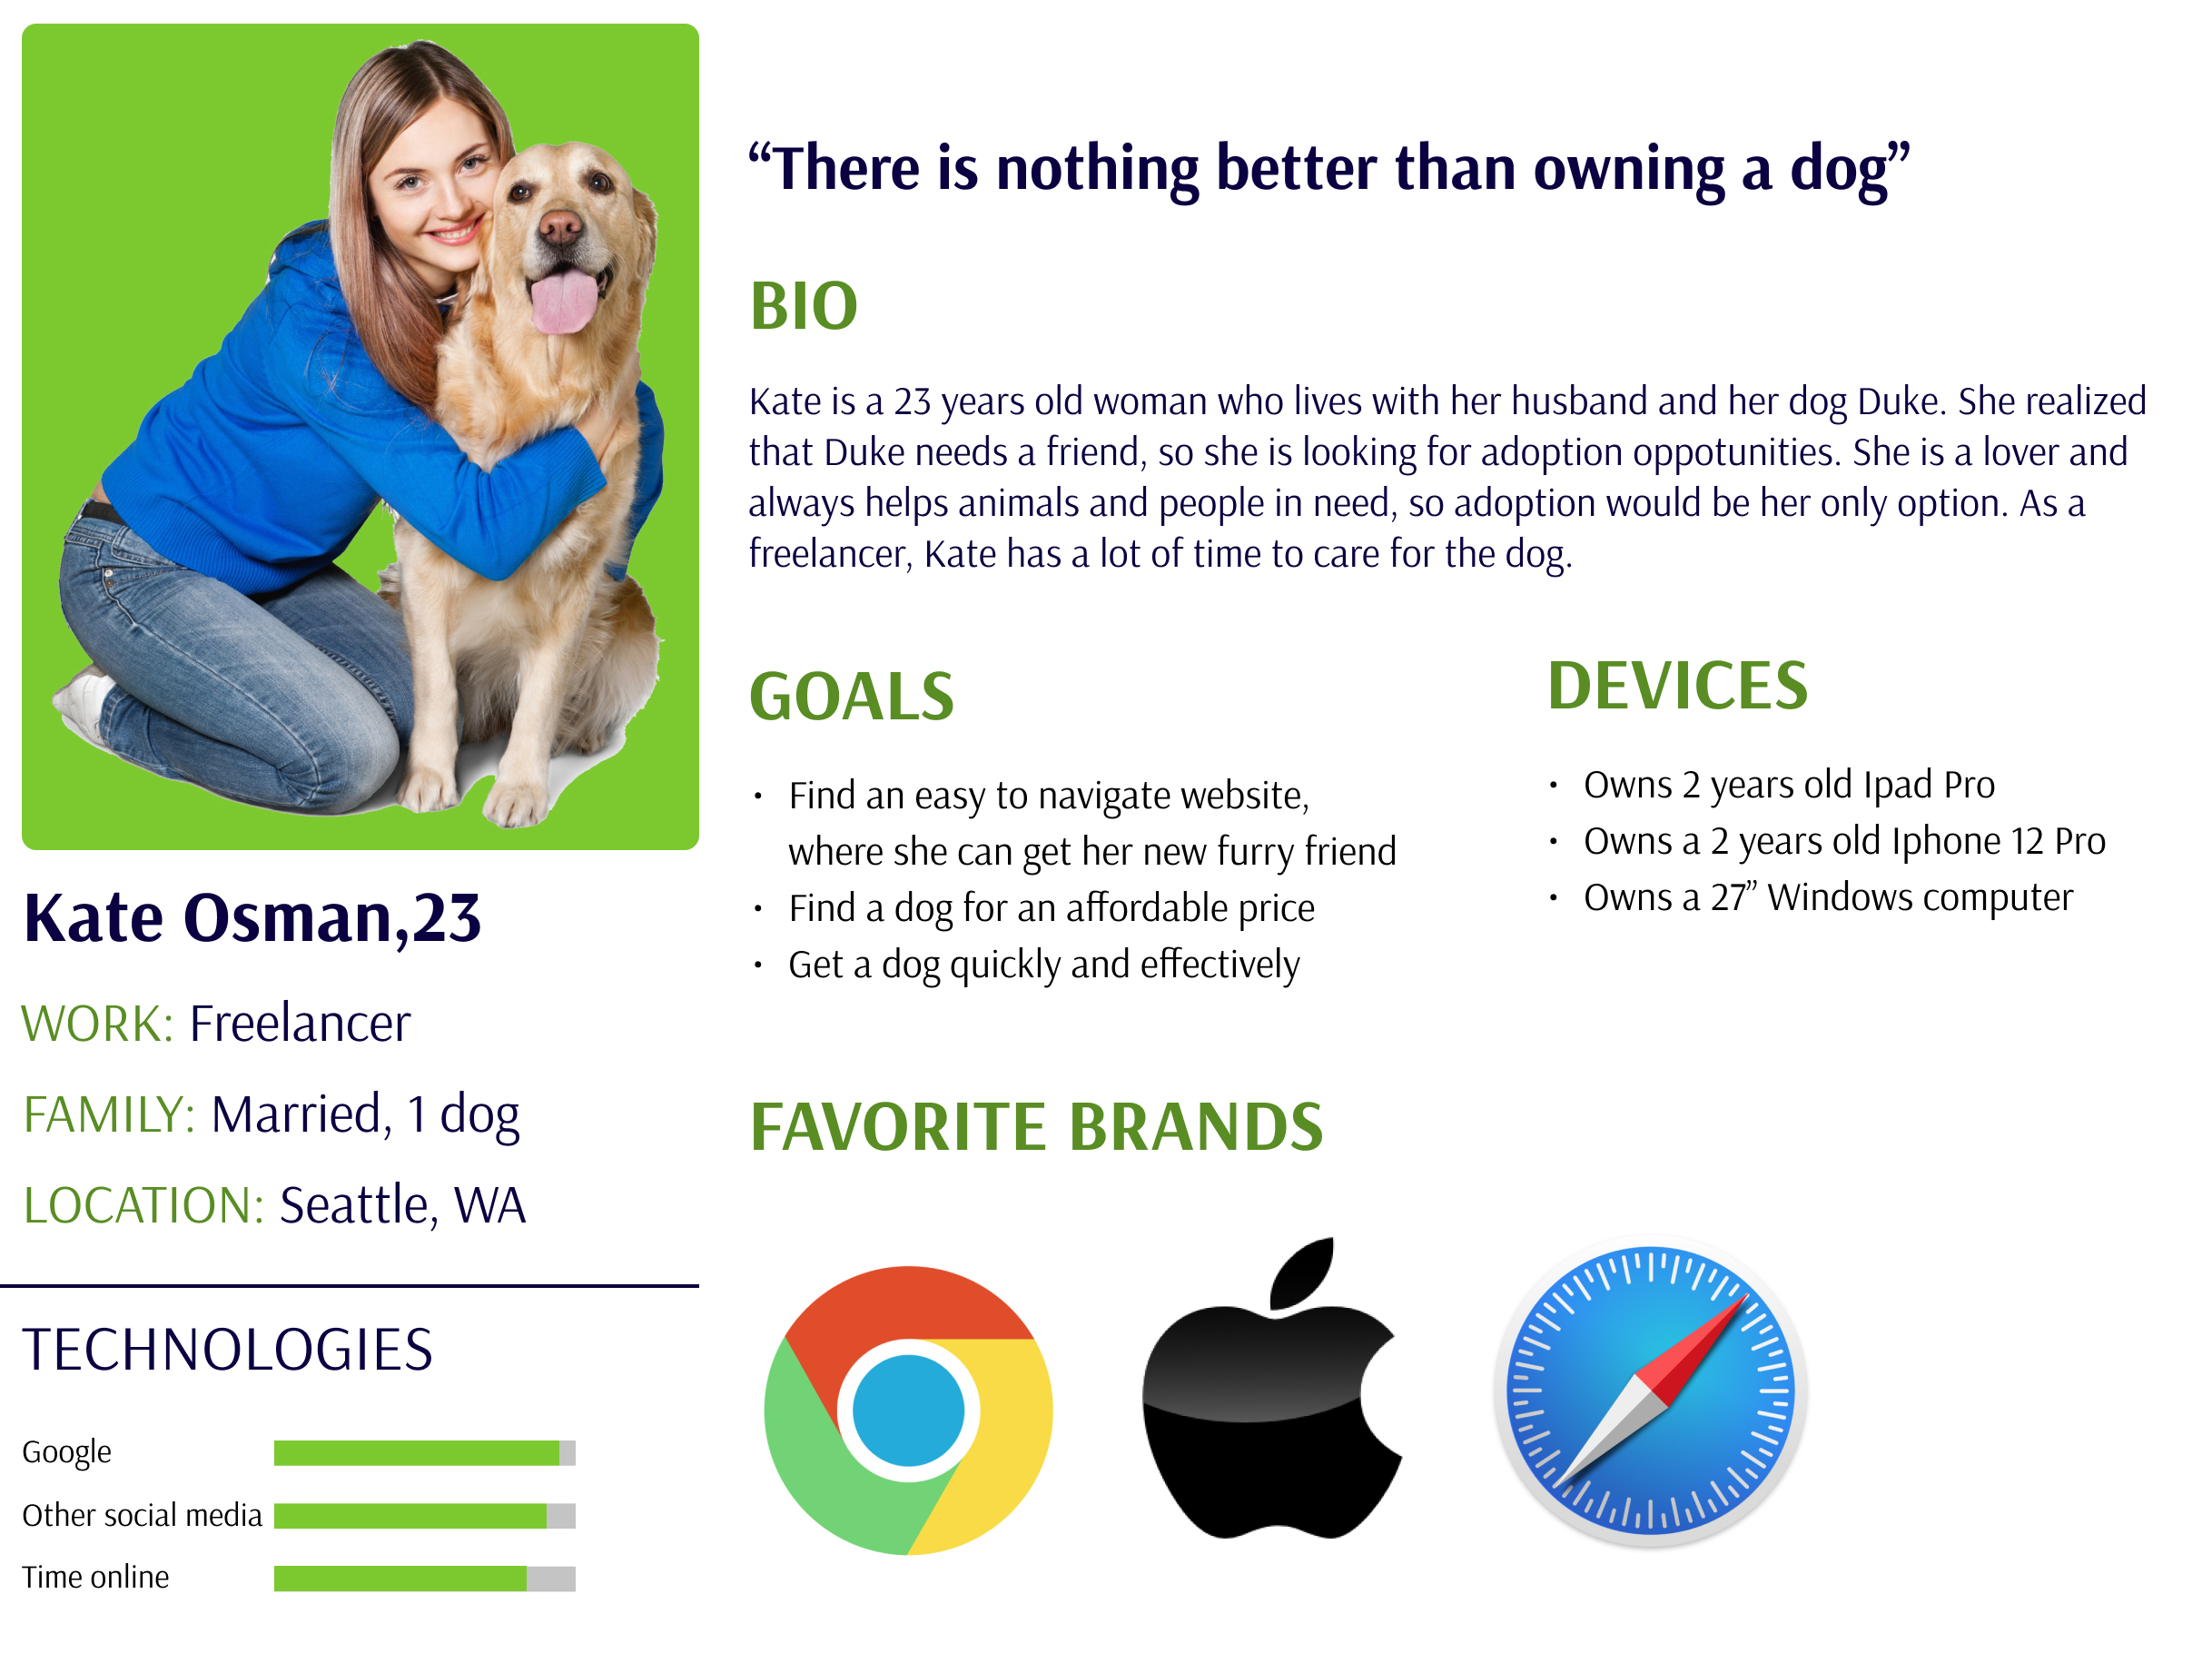 “There is nothing better than owning a dog”
BIO
Kate is a 23 years old woman who lives with her husband and her dog Duke. She realized
that Duke needs a friend, so she is looking for adoption oppotunities. She is a lover and
always helps animals and people in need, so adoption would be her only option. As a
freelancer, Kate has a lot of time to care for the dog.
GOALS
• Find an easy to navigate website,
where she can get her new furry friend
• Find a dog for an affordable price
• Get a dog quickly and effectively
DEVICES
• Owns 2 years old Ipad Pro
• Owns a 2 years old Iphone 12 Pro
• Owns a 27” Windows computer
Kate Osman,23
WORK: Freelancer
FAMILY: Married, 1 dog
LOCATION: Seattle, WA
TECHNOLOGIES
Google
Other social media
Time online
FAVORITE BRANDS